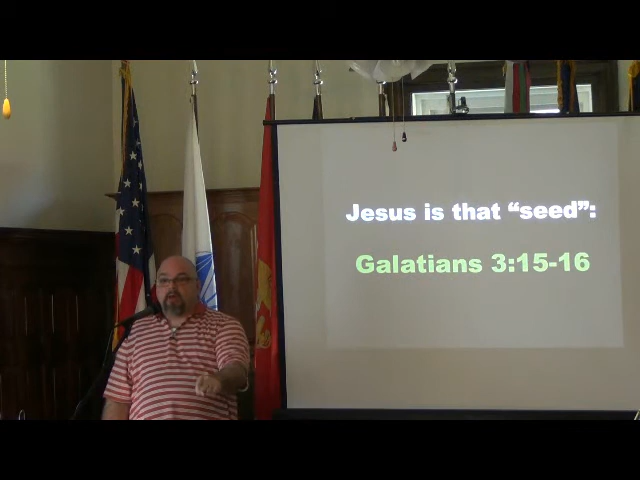 Jesus is that “seed”:
Galatians 3:15-16